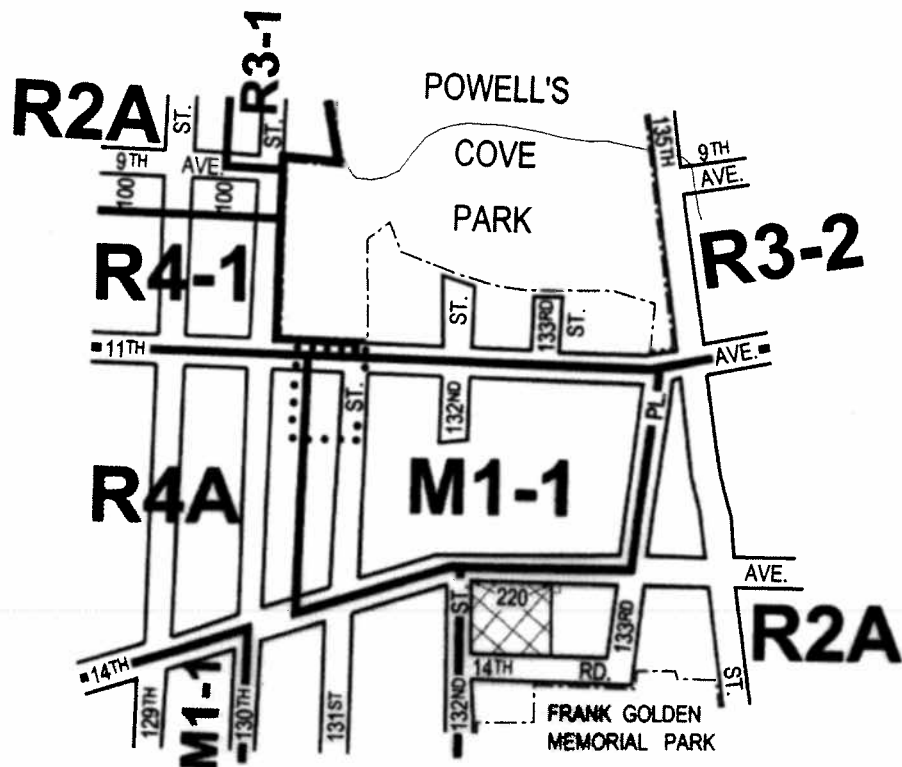 R3-1
R2A
ST.
ST.
POWELL'S
COVE
PARK
135TH
9TH
AVE.
9TH
AVE.
100
100
R4-1
R3-2
ST.
133RD
ST.
11TH
AVE.
ST.
132ND
PL.
R4A
M1-1
AVE.
220
ST.
133RD
R2A
14TH
14TH
RD.
ST.
129TH
M1-1
130TH
131ST
132ND
FRANK GOLDEN
MEMORIAL PARK